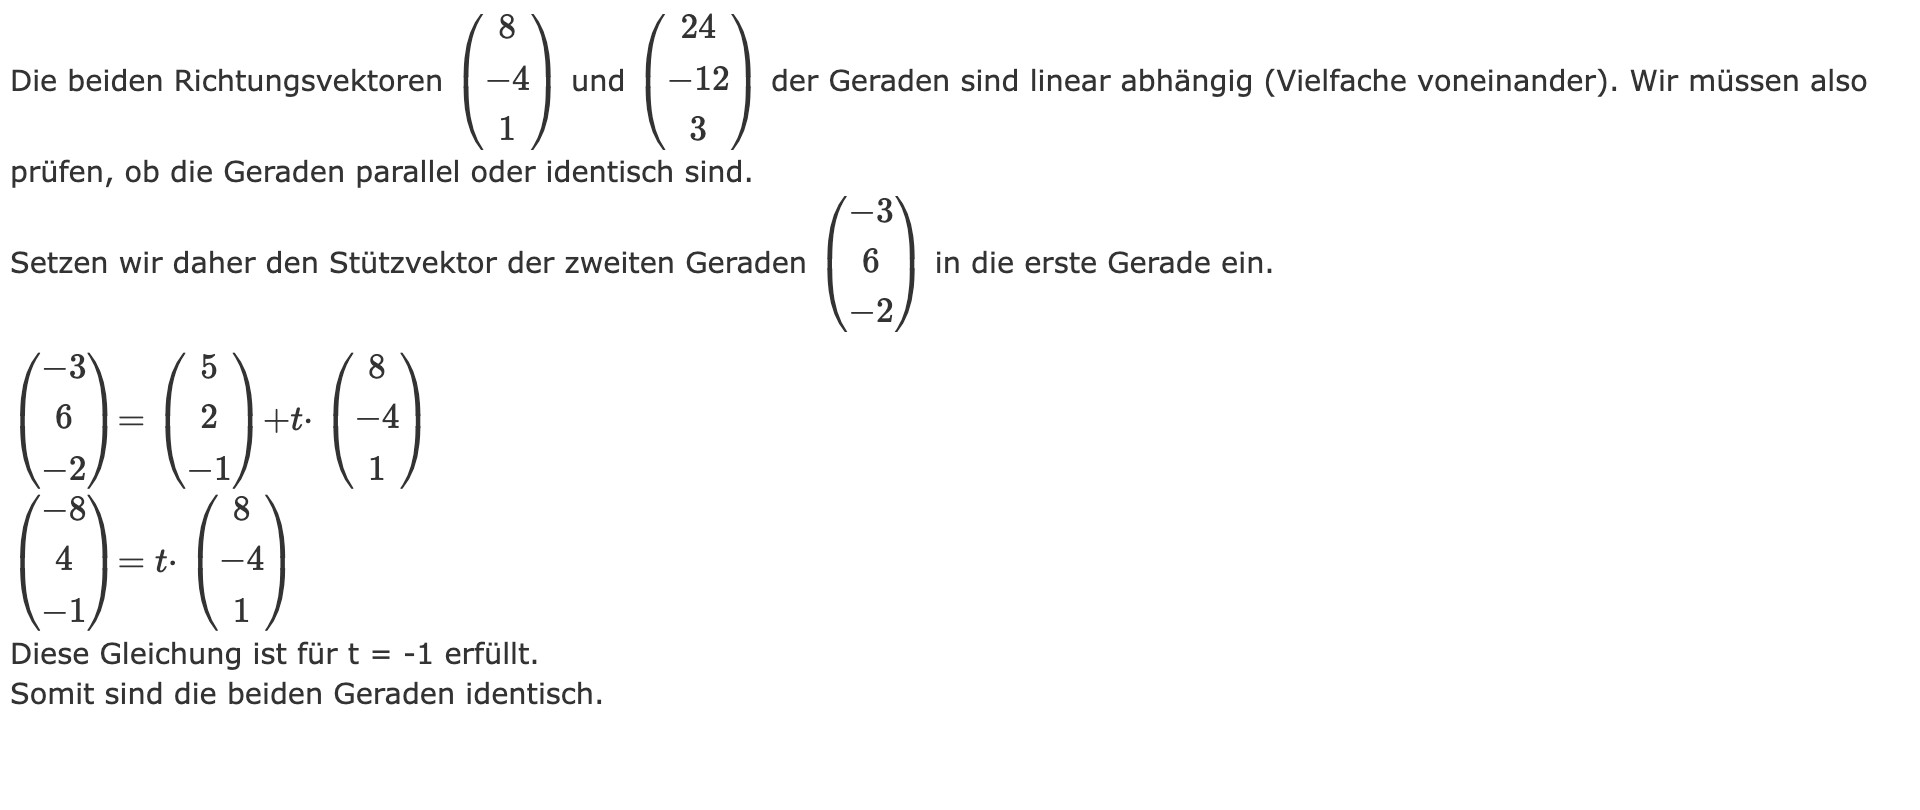 Die beiden Richtungsvektoren \begin{pmatrix} 8 \\ -4 \\ 1 \end{pmatrix} und \begin{pmatrix} 24 \\ -12 \\ 3 \end{pmatrix} der Geraden sind linear abhängig (Vielfache voneinander). Wir müssen also
prüfen, ob die Geraden parallel oder identisch sind.
Setzen wir daher den Stützvektor der zweiten Geraden \begin{pmatrix} -3 \\ 6 \\ -2 \end{pmatrix} in die erste Gerade ein.
\begin{pmatrix} -3 \\ 6 \\ -2 \end{pmatrix} = \begin{pmatrix} 5 \\ 2 \\ -1 \end{pmatrix} +t· \begin{pmatrix} 8 \\ -4 \\ 1 \end{pmatrix}
\begin{pmatrix} -8 \\ 4 \\ -1 \end{pmatrix} = t· \begin{pmatrix} 8 \\ -4 \\ 1 \end{pmatrix}
Diese Gleichung ist für t = -1 erfüllt.
Somit sind die beiden Geraden identisch.